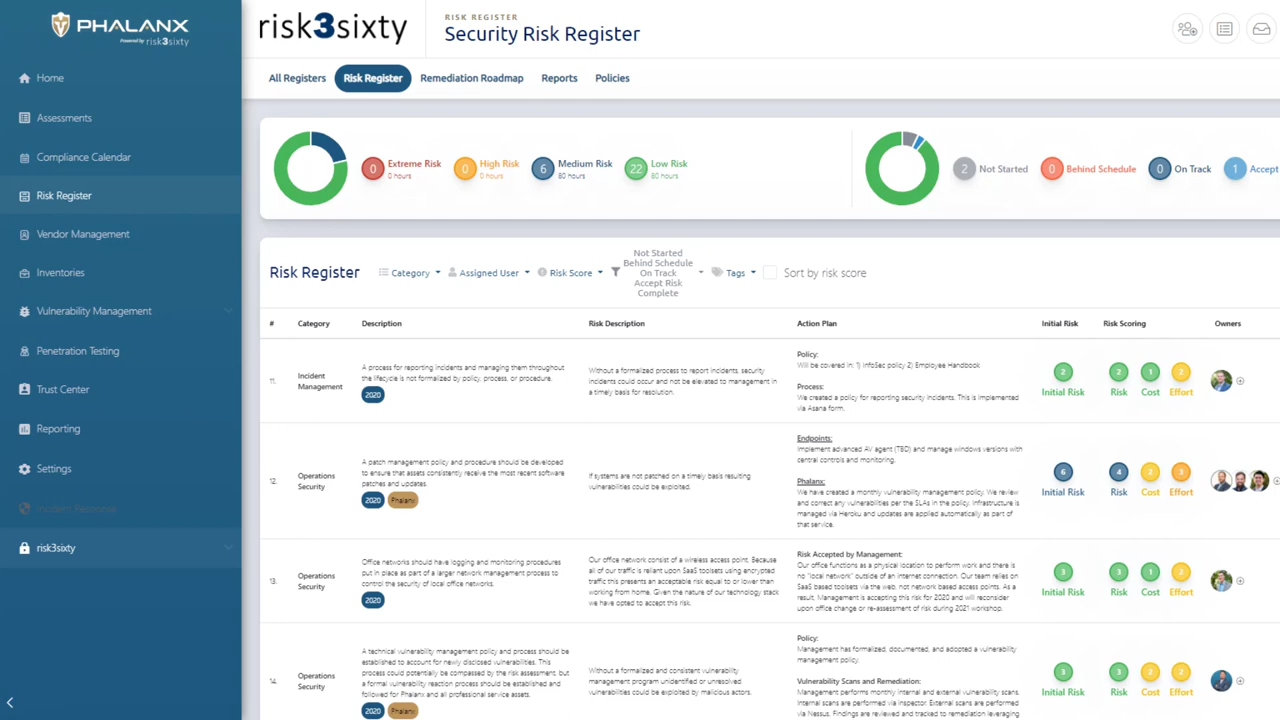 PHALANX
Powered by risk3sixty
Home
Assessments
Compliance Calendar
Risk Register
Vendor Management
Inventories
Vulnerability Management
Penetration Testing
Trust Center
Reporting
Settings
Incident Response
risk3sixty
risk3sixty
RISK REGISTER
Security Risk Register
All Registers
Risk Register
Remediation Roadmap
Reports
Policies
0 Extreme Risk
0 hours
0 High Risk
0 hours
6 Medium Risk
80 hours
22 Low Risk
80 hours
2 Not Started
0 Behind Schedule
0 On Track
1 Accept
Risk Register
Category
Assigned User
Risk Score
Not Started
Behind Schedule
On Track
Accept Risk
Complete
Tags
Sort by risk score
# Category Description Risk Description Action Plan Initial Risk Risk Scoring Owners
11.
Incident
Management
A process for reporting incidents and managing them throughout
the lifecycle is not formalized by policy, process, or procedure.
2020
Without a formalized process to report incidents, security
incidents could occur and not be elevated to management in
a timely basis for resolution.
Policy:
Will be covered in: 1) InfoSec policy 2) Employee Handbook
Process:
We created a policy for reporting security incidents. This is implemented
via Asana form.
2
Initial Risk
2 1
Risk Cost Effort
12.
Operations
Security
A patch management policy and procedure should be developed
to ensure that assets consistently receive the most recent software
patches and updates.
2020 Phalanx
If systems are not patched on a timely basis resulting
vulnerabilities could be exploited.
Endpoints:
Implement advanced AV agent (TBD) and manage windows versions with
central controls and monitoring.
Phalanx:
We have created a monthly vulnerability management policy. We review
and correct any vulnerabilities per the SLAs in the policy. Infrastructure is
managed via Heroku and updates are applied automatically as part of
that service.
6
Initial Risk
4 2 3
Risk Cost Effort
13.
Operations
Security
Office networks should have logging and monitoring procedures
put in place as part of a larger network management process to
control the security of local office networks.
2020
Our office network consist of a wireless access point. Because
all of our traffic is reliant upon SaaS toolsets using encrypted
traffic this presents an acceptable risk equal to or lower than
working from home. Given the nature of our technology stack
we have opted to accept this risk.
Risk Accepted by Management:
Our office functions as a physical location to perform work and there is
no "local network" outside of an internet connection. Our team relies on
SaaS based toolsets via the web, not network based access points. As a
result, Management is accepting this risk for 2020 and will reconsider
upon office change or re-assessment of risk during 2021 workshop.
3
Initial Risk
3 1 2
Risk Cost Effort
14.
Operations
Security
A technical vulnerability management policy and process should be
established to account for newly disclosed vulnerabilities. This
process could potentially be compassed by the risk assessment, but
a formal vulnerability reaction process should be established and
followed for Phalanx and all professional service assets.
2020 Phalanx
Without a formalized and consistent vulnerability
management program unidentified or unresolved
vulnerabilities could be exploited by malicious actors.
Policy:
Management has formalized, documented, and adopted a vulnerability
management policy.
Vulnerability Scans and Remediation:
Management performs monthly internal and external vulnerability scans.
Internal scans are performed via inspector. External scans are performed
via Nessus. Findings are reviewed and tracked to remediation leveraging
3
Initial Risk
3 2 2
Risk Cost Effort